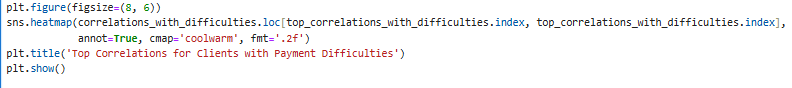 plt.figure(figsize=(8, 6))
sns.heatmap(correlations_with_difficulties.loc[top_correlations_with_difficulties.index, top_correlations_with_difficulties.index],
            annot=True, cmap='coolwarm', fmt='.2f')
plt.title('Top Correlations for Clients with Payment Difficulties')
plt.show()